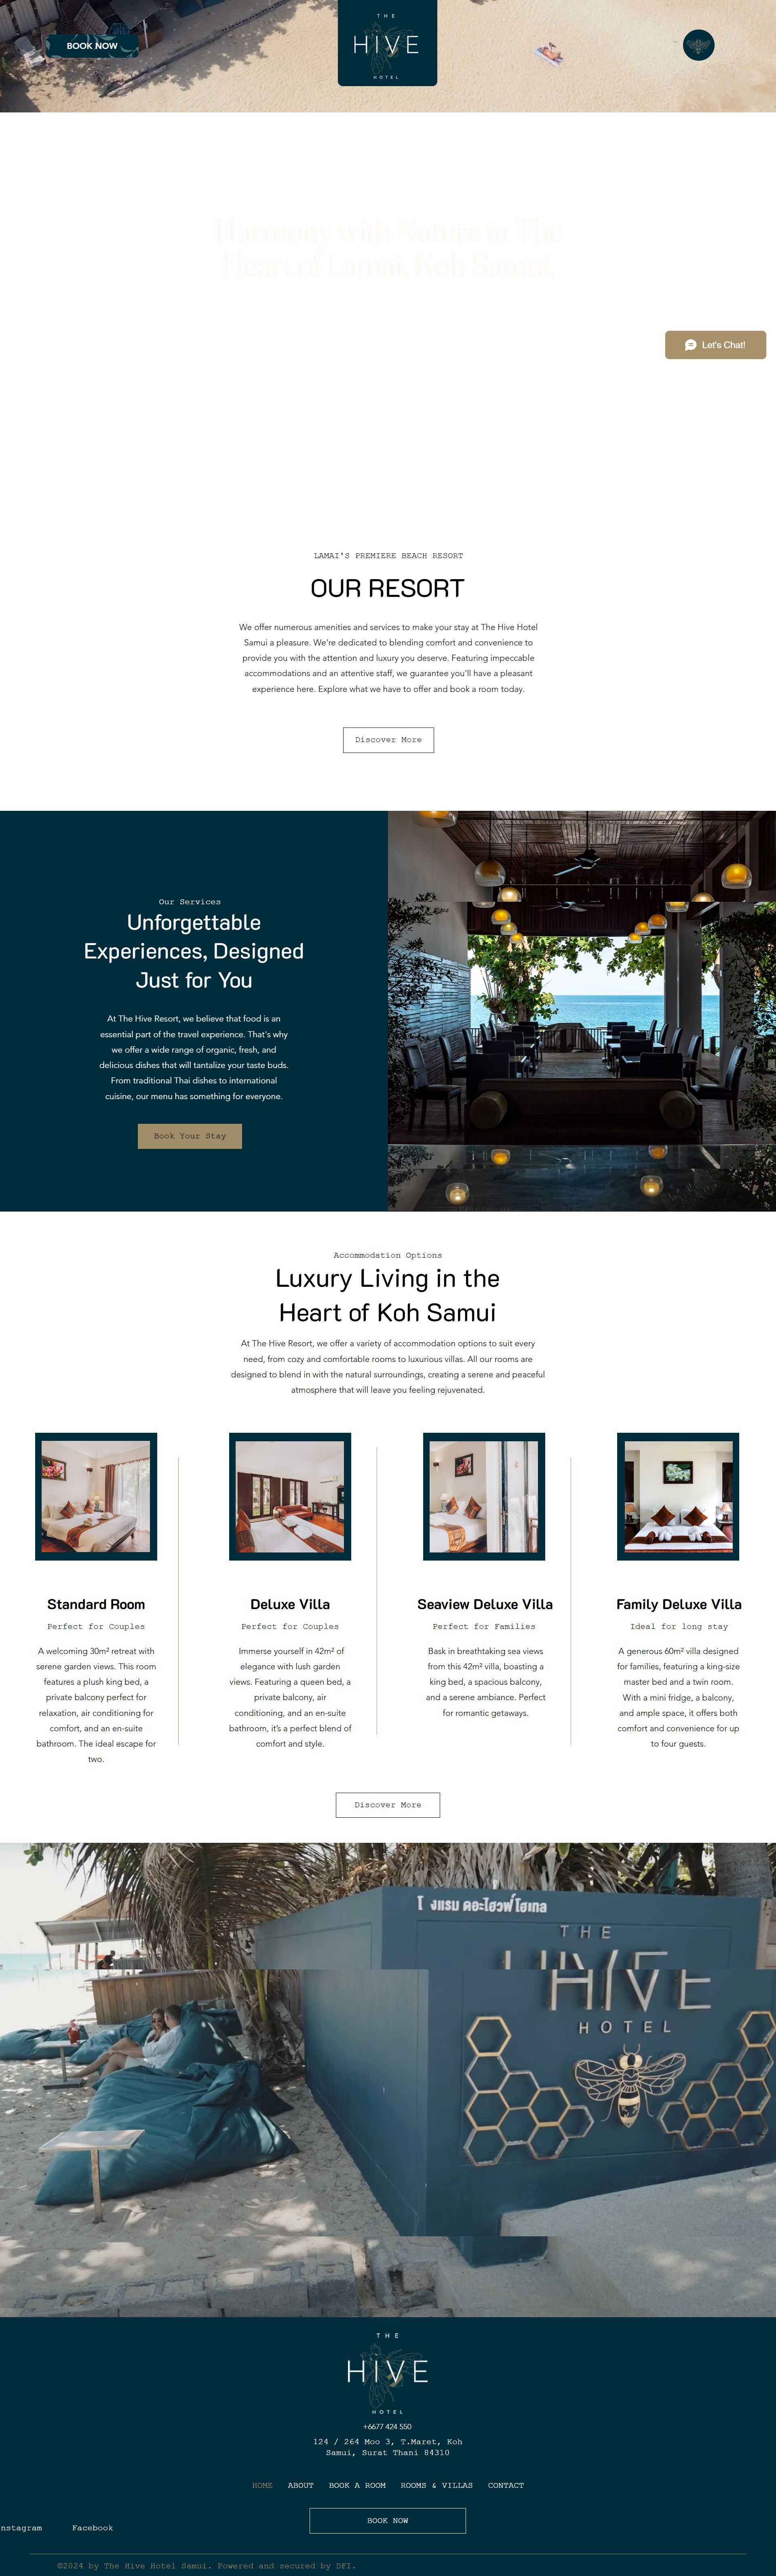 THE
HIVE
HOTEL
BOOK NOW
Harmony with Nature in The
Heart of Lamai, Koh Samui.
Let's Chat!
LAMAI'S PREMIERE BEACH RESORT
OUR RESORT
We offer numerous amenities and services to make your stay at The Hive Hotel
Samui a pleasure. We're dedicated to blending comfort and convenience to
provide you with the attention and luxury you deserve. Featuring impeccable
accommodations and an attentive staff, we guarantee you'll have a pleasant
experience here. Explore what we have to offer and book a room today.
Discover More
Our Services
Unforgettable
Experiences, Designed
Just for You
At The Hive Resort, we believe that food is an
essential part of the travel experience. That's why
we offer a wide range of organic, fresh, and
delicious dishes that will tantalize your taste buds.
From traditional Thai dishes to international
cuisine, our menu has something for everyone.
Book Your Stay
Accommodation Options
Luxury Living in the
Heart of Koh Samui
At The Hive Resort, we offer a variety of accommodation options to suit every
need, from cozy and comfortable rooms to luxurious villas. All our rooms are
designed to blend in with the natural surroundings, creating a serene and peaceful
atmosphere that will leave you feeling rejuvenated.
Standard Room
Perfect for Couples
A welcoming 30m² retreat with
serene garden views. This room
features a plush king bed, a
private balcony perfect for
relaxation, air conditioning for
comfort, and an en-suite
bathroom. The ideal escape for
two.
Deluxe Villa
Perfect for Couples
Immerse yourself in 42m² of
elegance with lush garden
views. Featuring a queen bed, a
private balcony, air
conditioning, and an en-suite
bathroom, it's a perfect blend of
comfort and style.
Seaview Deluxe Villa
Perfect for Families
Bask in breathtaking sea views
from this 42m² villa, boasting a
king bed, a spacious balcony,
and a serene ambiance. Perfect
for romantic getaways.
Family Deluxe Villa
Ideal for long stay
A generous 60m² villa designed
for families, featuring a king-size
master bed and a twin room.
With a mini fridge, a balcony,
and ample space, it offers both
comfort and convenience for up
to four guests.
Discover More
โรงแรม เดอะไฮวฟ์ โฮเทล
THE
HIVE
HOTEL
THE
HIVE
HOTEL
+6677 424 550
124 / 264 Moo 3, T.Maret, Koh
Samui, Surat Thani 84310
HOME ABOUT BOOK A ROOM ROOMS & VILLAS CONTACT
BOOK NOW
nstagram Facebook
©2024 by The Hive Hotel Samui. Powered and secured by DFI.